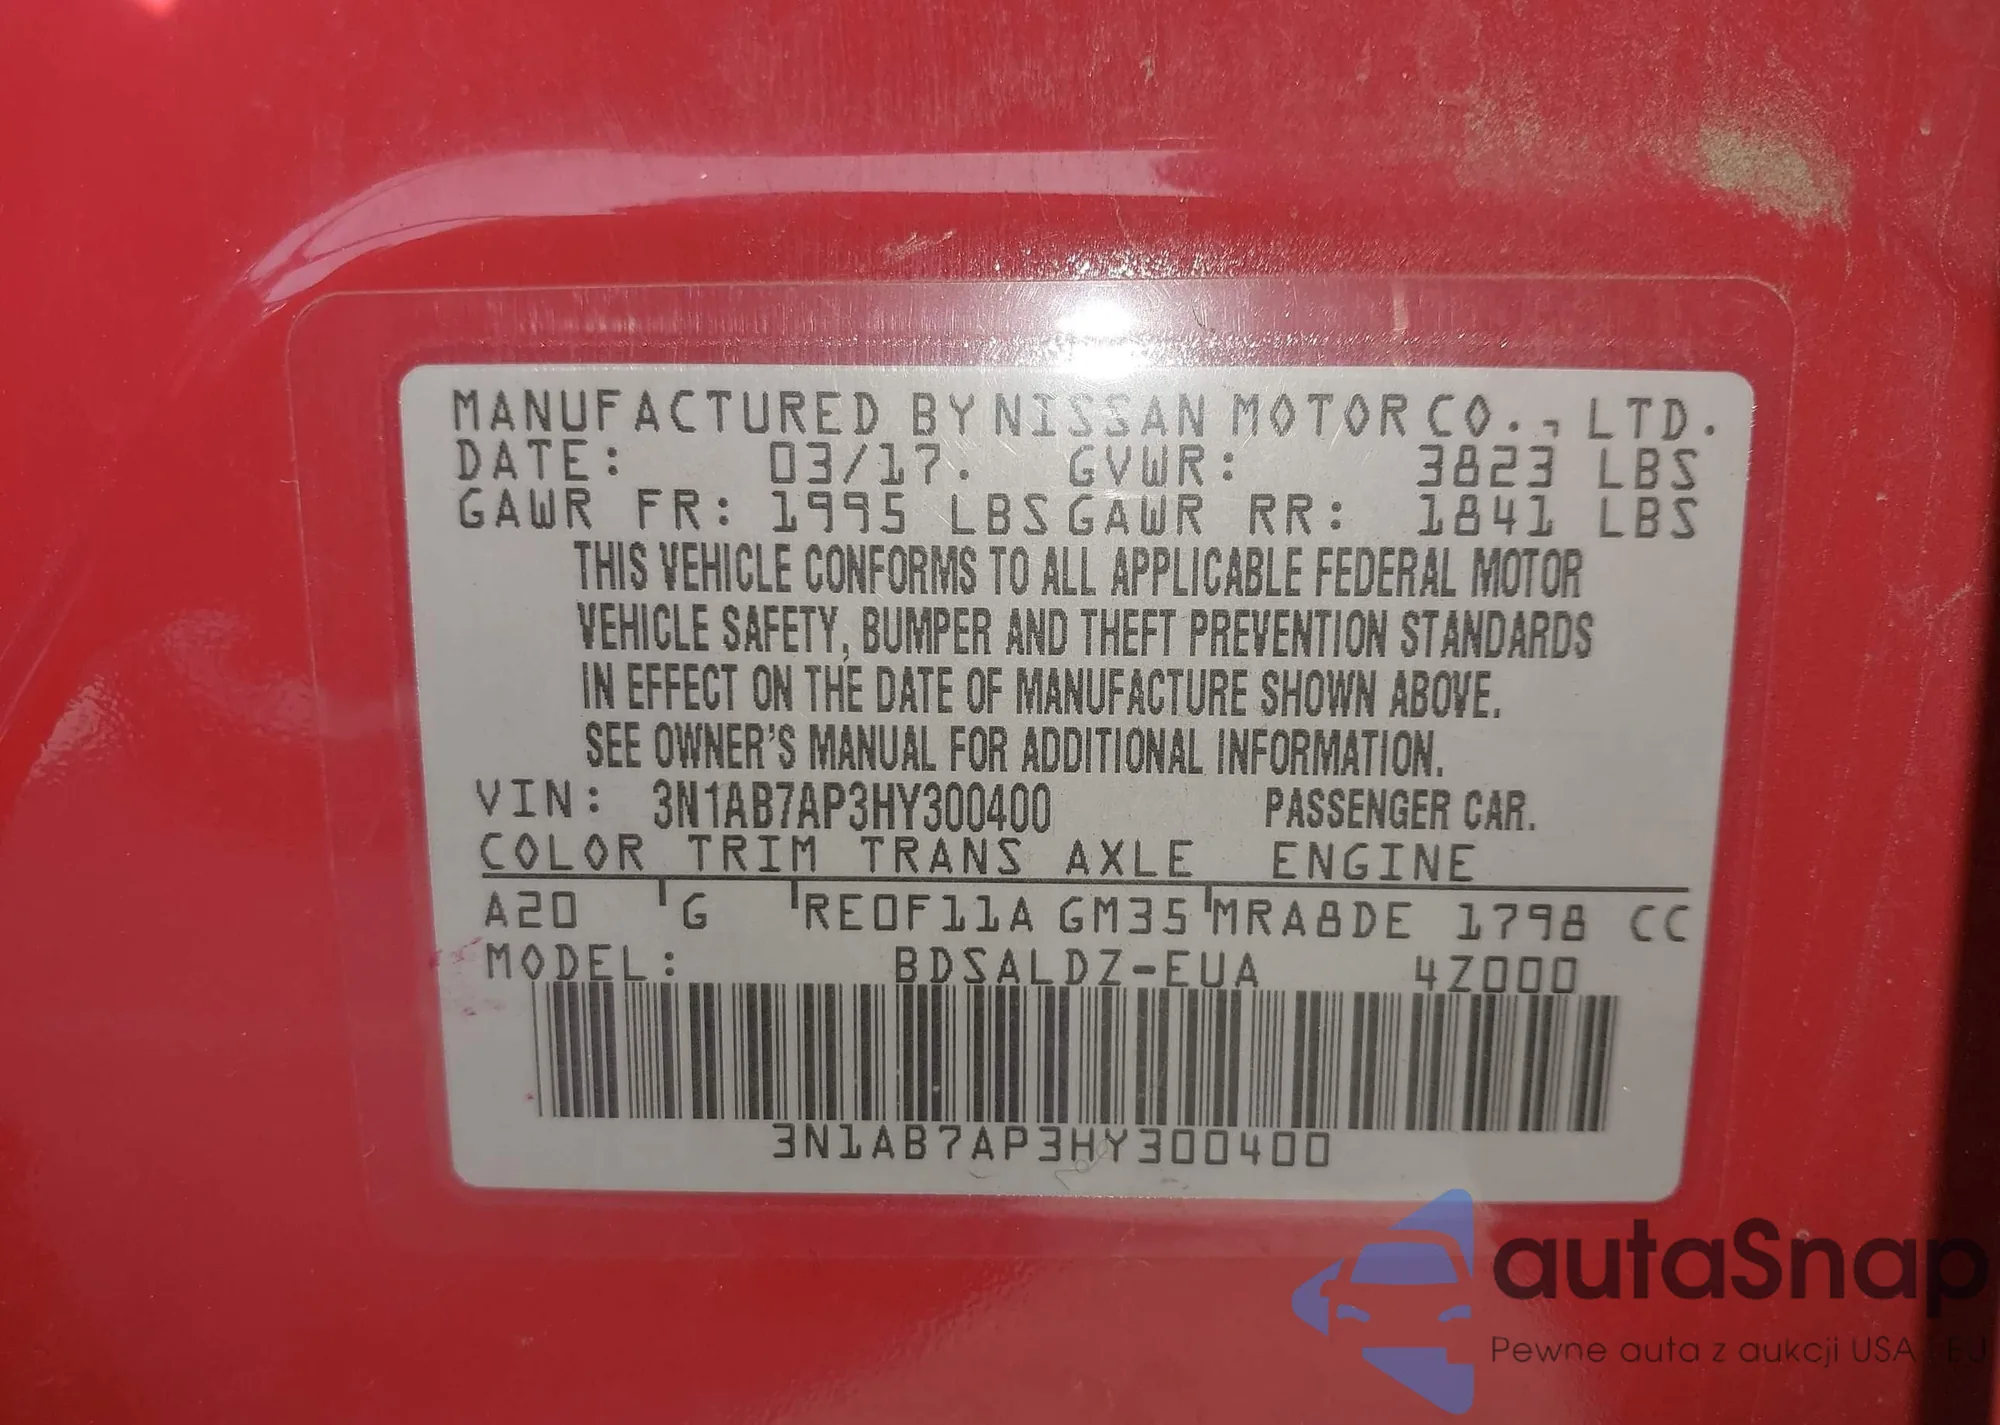 MANUFACTURED BY NISSAN MOTOR CO., LTD.
DATE: 03/17. GVWR: 3823 LBS
GAWR FR: 1995 LBS GAWR RR: 1841 LBS
THIS VEHICLE CONFORMS TO ALL APPLICABLE FEDERAL MOTOR
VEHICLE SAFETY, BUMPER AND THEFT PREVENTION STANDARDS
IN EFFECT ON THE DATE OF MANUFACTURE SHOWN ABOVE.
SEE OWNER'S MANUAL FOR ADDITIONAL INFORMATION.
VIN: 3N1AB7AP3HY300400 PASSENGER CAR.
COLOR TRIM TRANS AXLE ENGINE
A20 G RE0F11A GM35 MRA8DE 1798 CC
MODEL: BDSALDZ-EUA 4Z000
3N1AB7AP3HY300400
autaSnap
Pewne auta z aukcji USA i EU